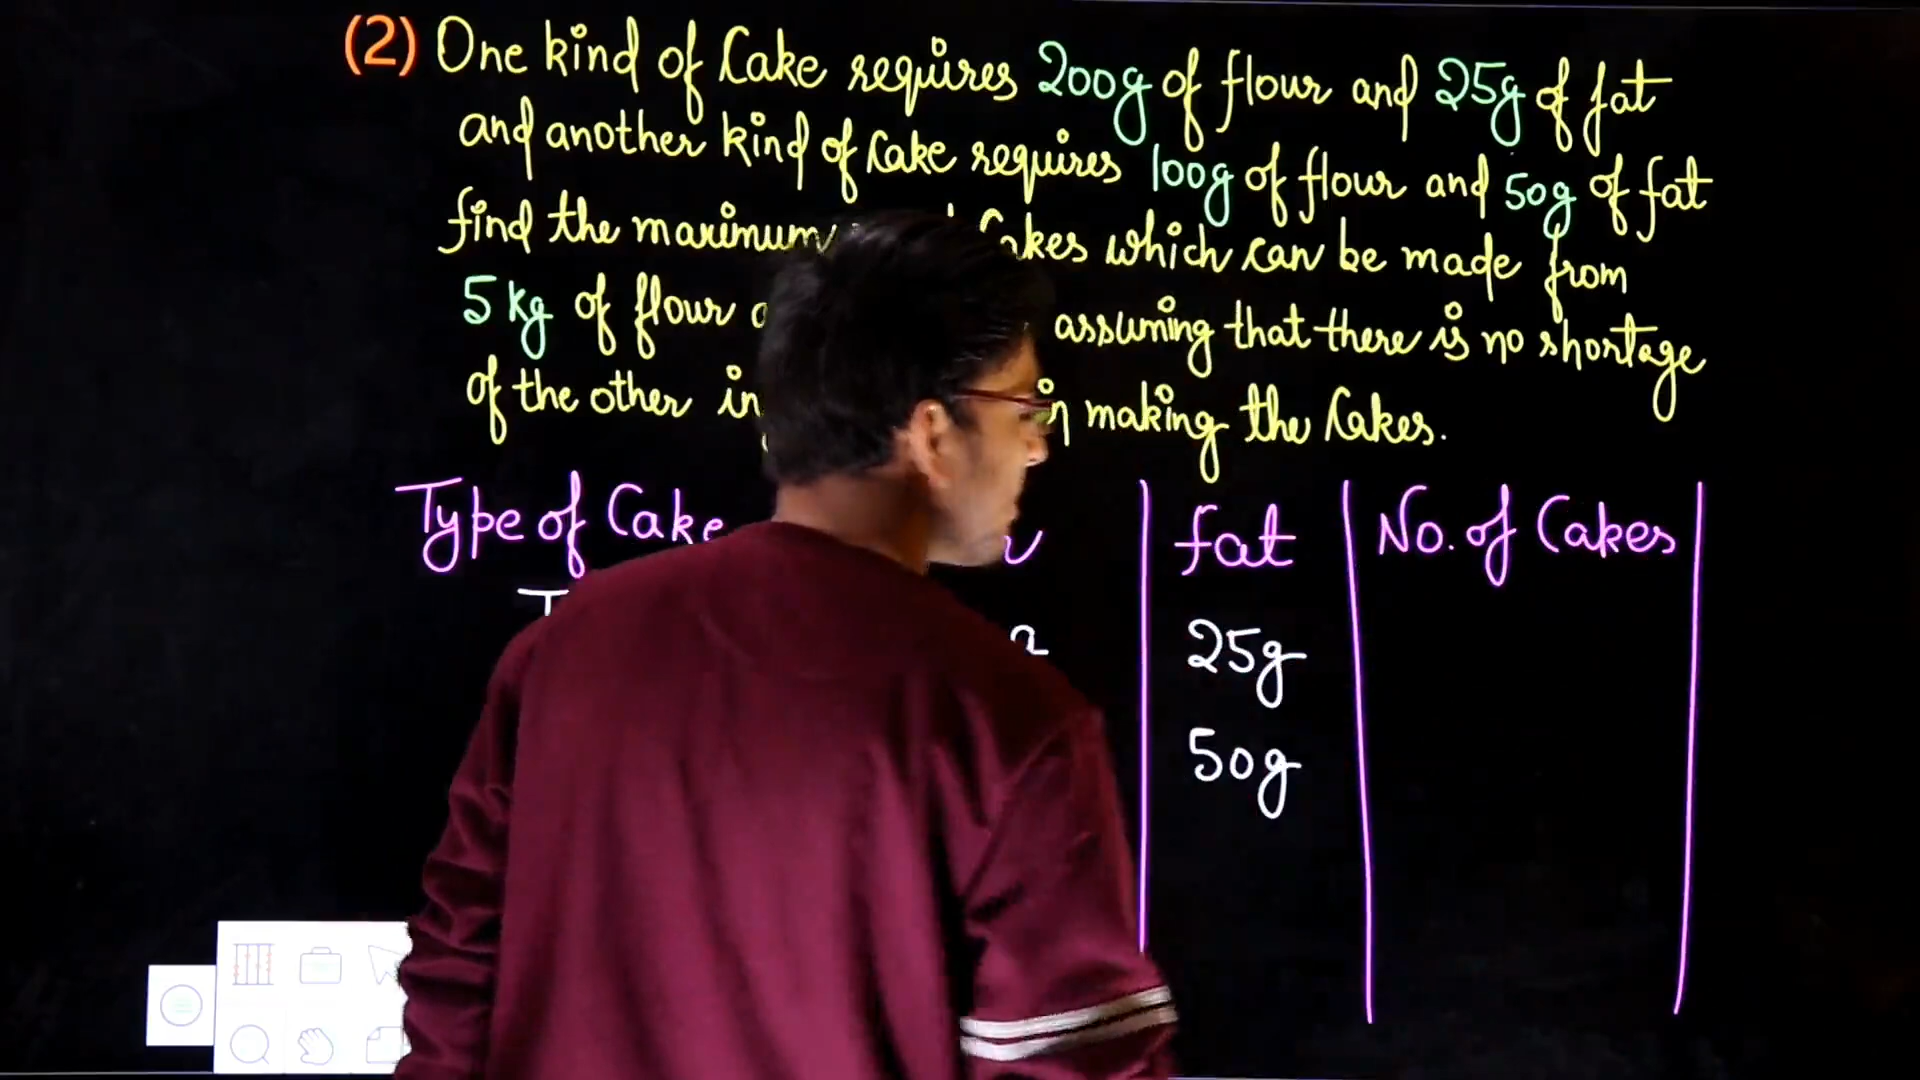 (2) One kind of Cake requires 200g of flour and 25g of fat
and another kind of Cake requires 100g of flour and 50g of fat
find the maximum Cakes which can be made from
5 kg of flour assuming that there is no shortage
of the other making the Cakes.
Type of Cake fat No. of Cakes
25g
50g